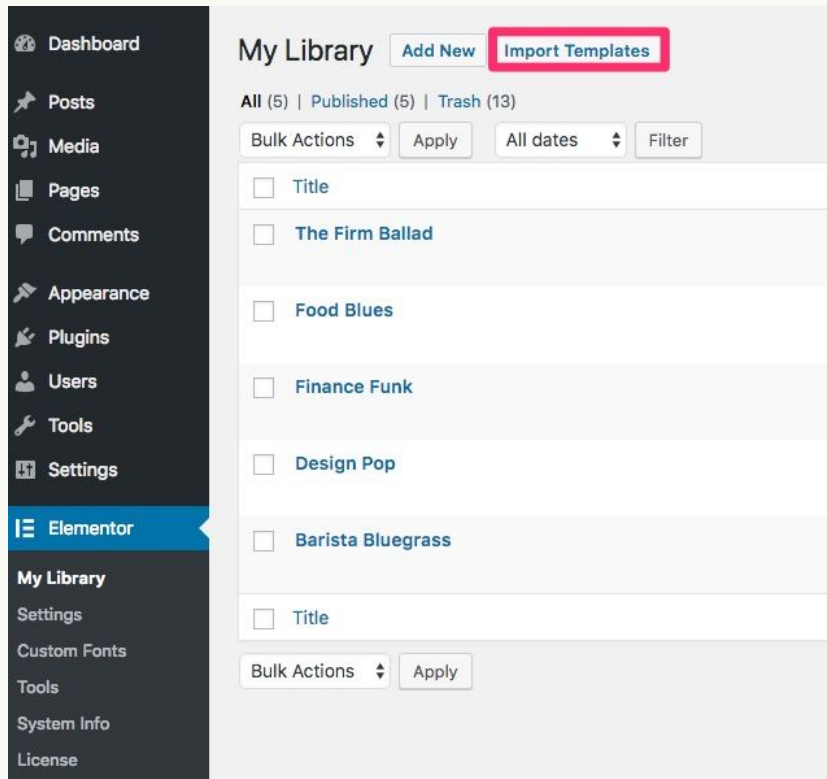 Dashboard
Posts
Media
Pages
Comments
Appearance
Plugins
Users
Tools
Settings
Elementor
My Library
Settings
Custom Fonts
Tools
System Info
License
My Library Add New Import Templates
All (5) | Published (5) | Trash (13)
Bulk Actions Apply All dates Filter
Title
The Firm Ballad
Food Blues
Finance Funk
Design Pop
Barista Bluegrass
Title
Bulk Actions Apply